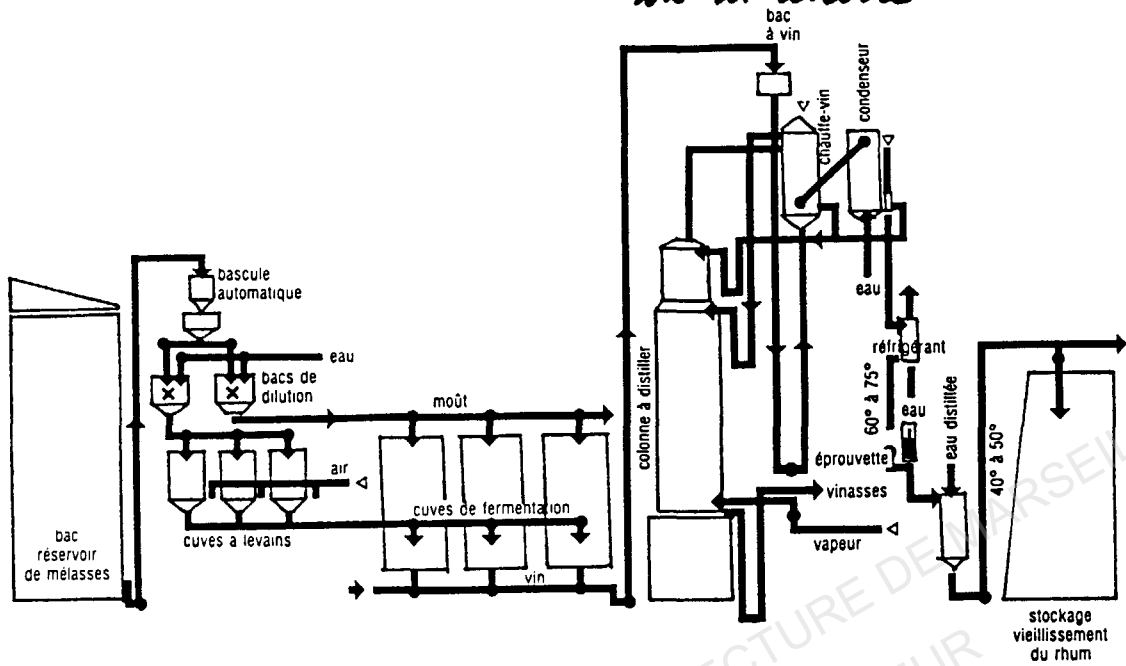 bac
à vin
condenseur
chauffe-vin
bascule
automatique
eau
eau
réfrigérant
bacs de
dilution
moût
colonne à distiller
60° à 75°
eau
eau distillée
40° à 50°
air
éprouvette
vinasses
cuves de fermentation
cuves a levains
vapeur
bac
réservoir
de mélasses
vin
stockage
vieillissement
du rhum